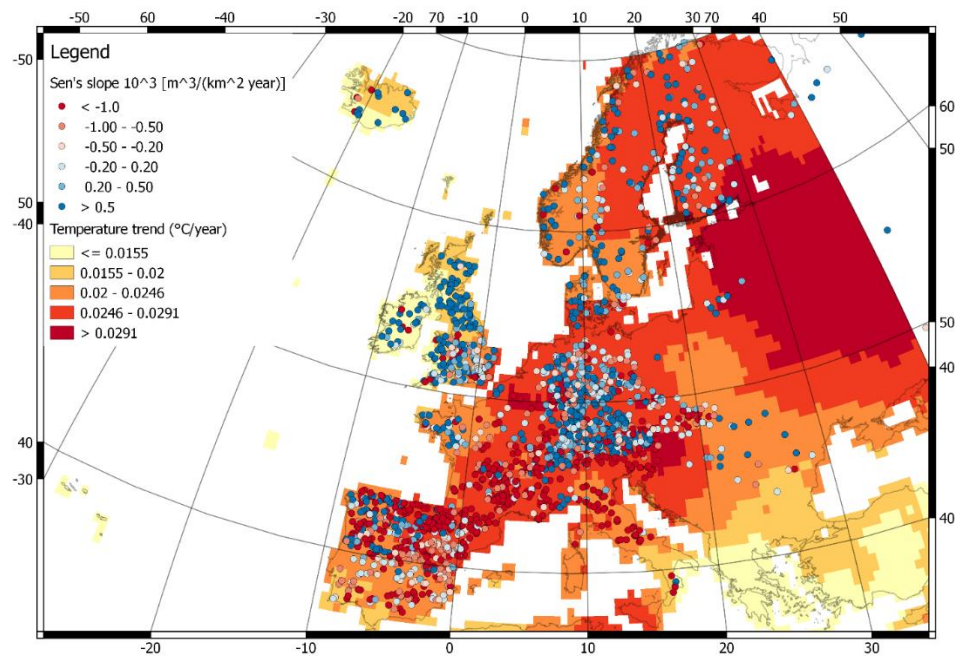 -50 -40 -30 -20 70 -10 0 10 20 30 70 40 50
Legend
Sen's slope 10^3 [m^3/(km^2 year)]
< -1.0
-1.00 - -0.50
-0.50 - -0.20
-0.20 - 0.20
0.20 - 0.50
> 0.5
Temperature trend (°C/year)
<= 0.0155
0.0155 - 0.02
0.02 - 0.0246
0.0246 - 0.0291
> 0.0291
-50
50
-40
40
-30
60
50
50
40
40
-20 -10 0 10 20 30